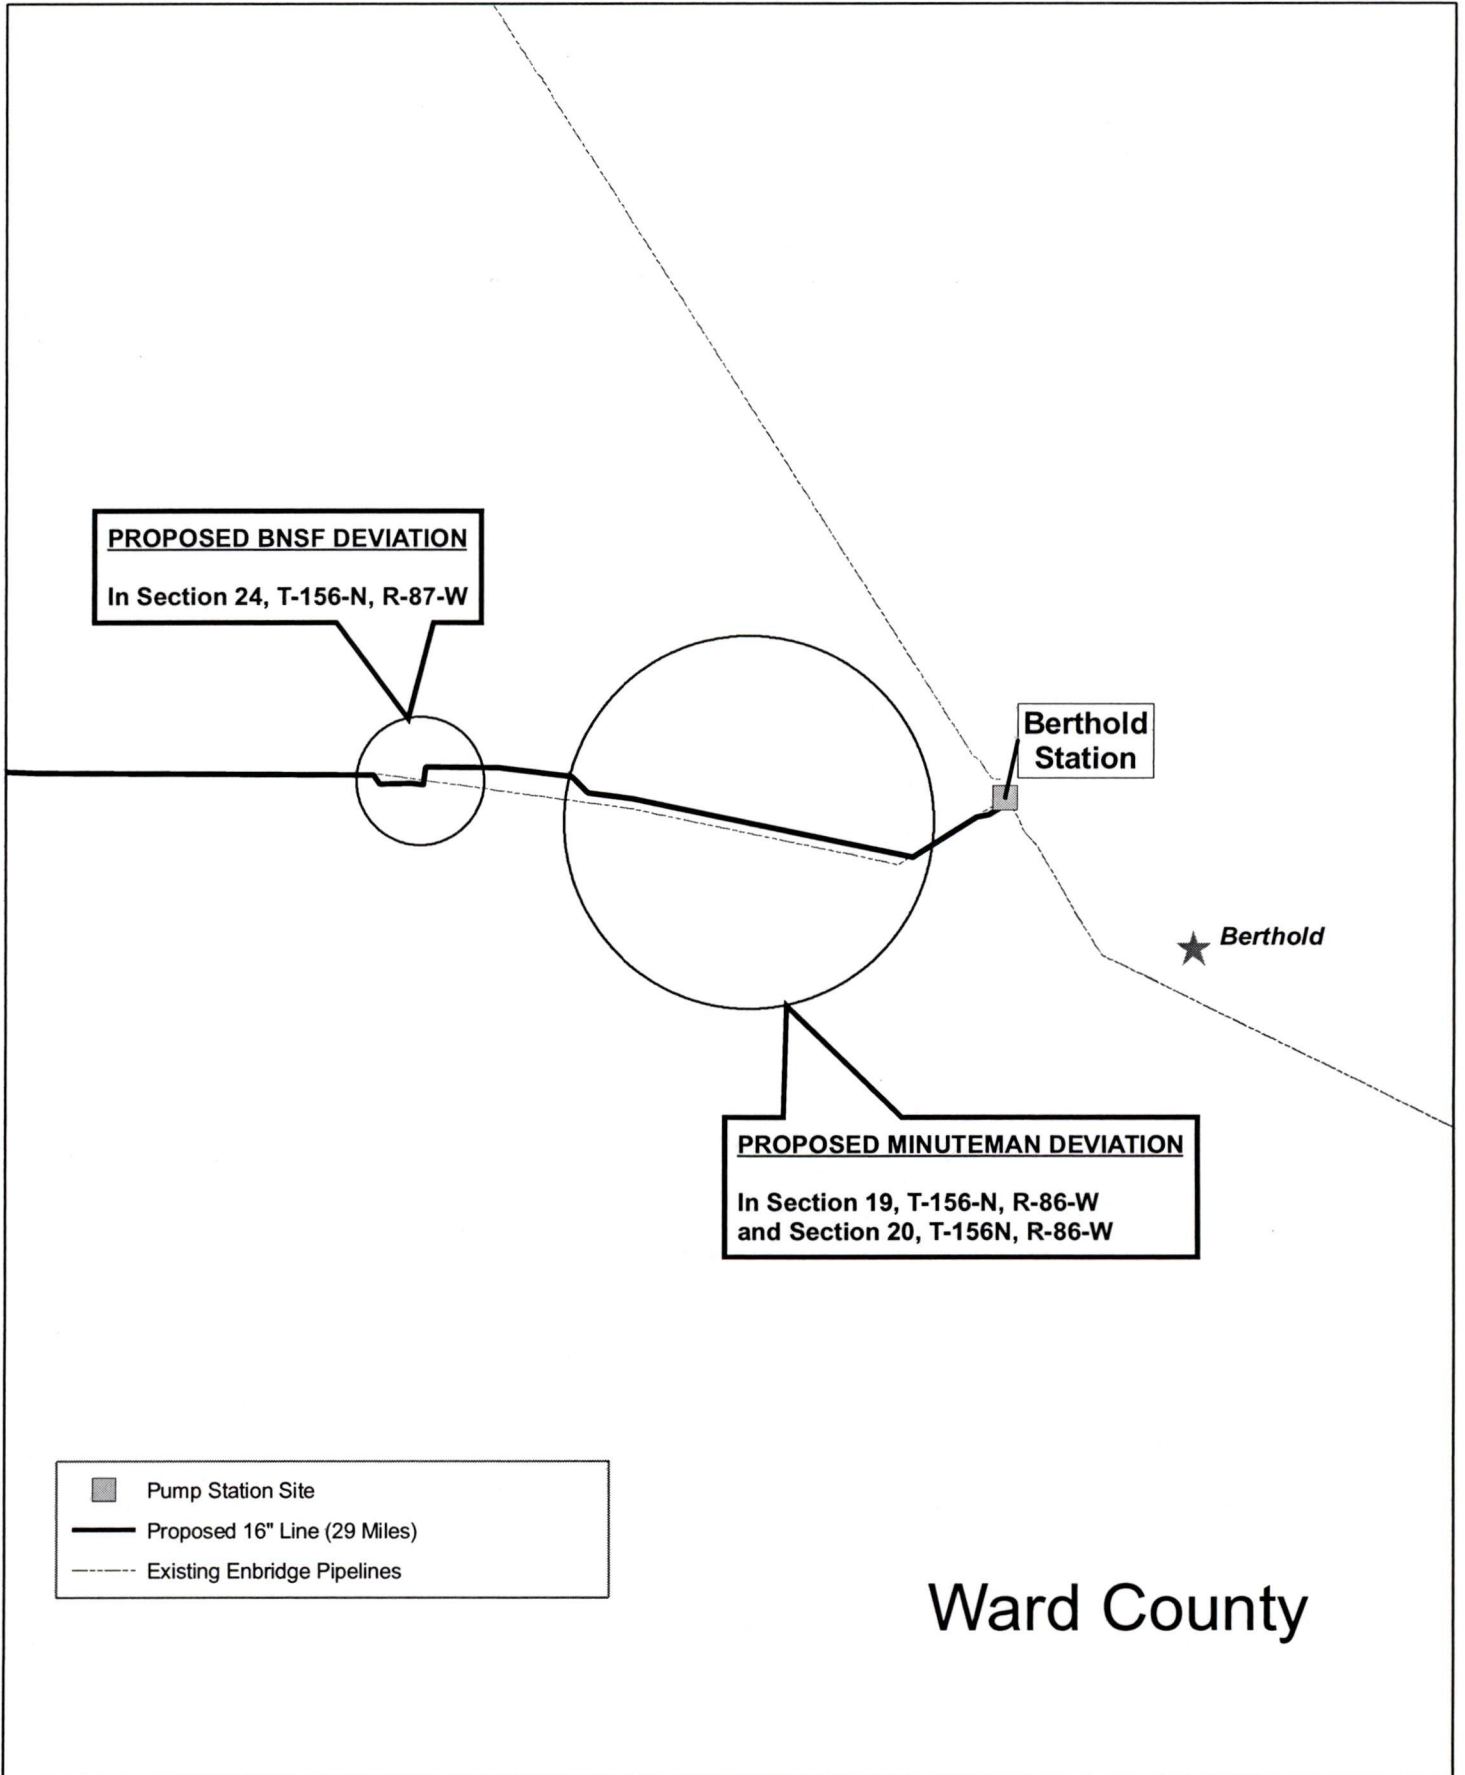 PROPOSED BNSF DEVIATION
In Section 24, T-156-N, R-87-W
Berthold
Station
Berthold
PROPOSED MINUTEMAN DEVIATION
In Section 19, T-156-N, R-86-W
and Section 20, T-156N, R-86-W
Pump Station Site
Proposed 16" Line (29 Miles)
Existing Enbridge Pipelines
Ward County